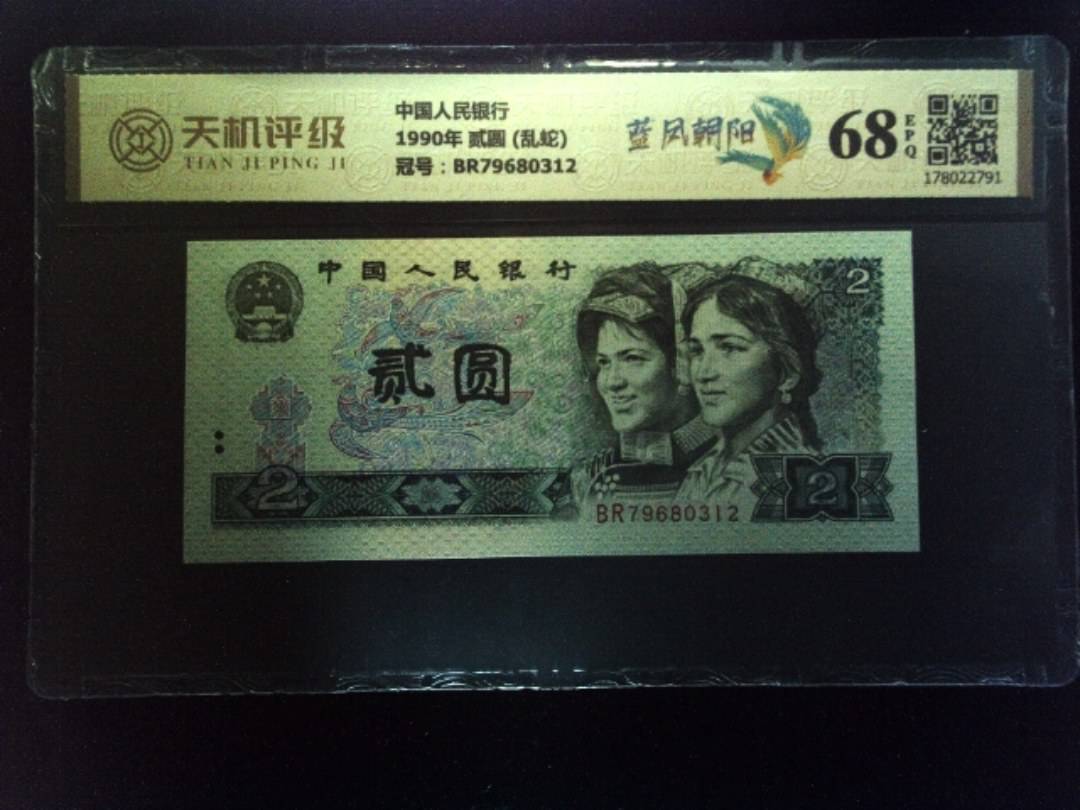 天机评级
TIAN JI PING JI
中国人民银行
1990年 贰圆 (乱蛇)
冠号：BR79680312
蓝凤朝阳
68
EPQ
178022791
中国人民银行
2
贰圆
2
2
BR79680312